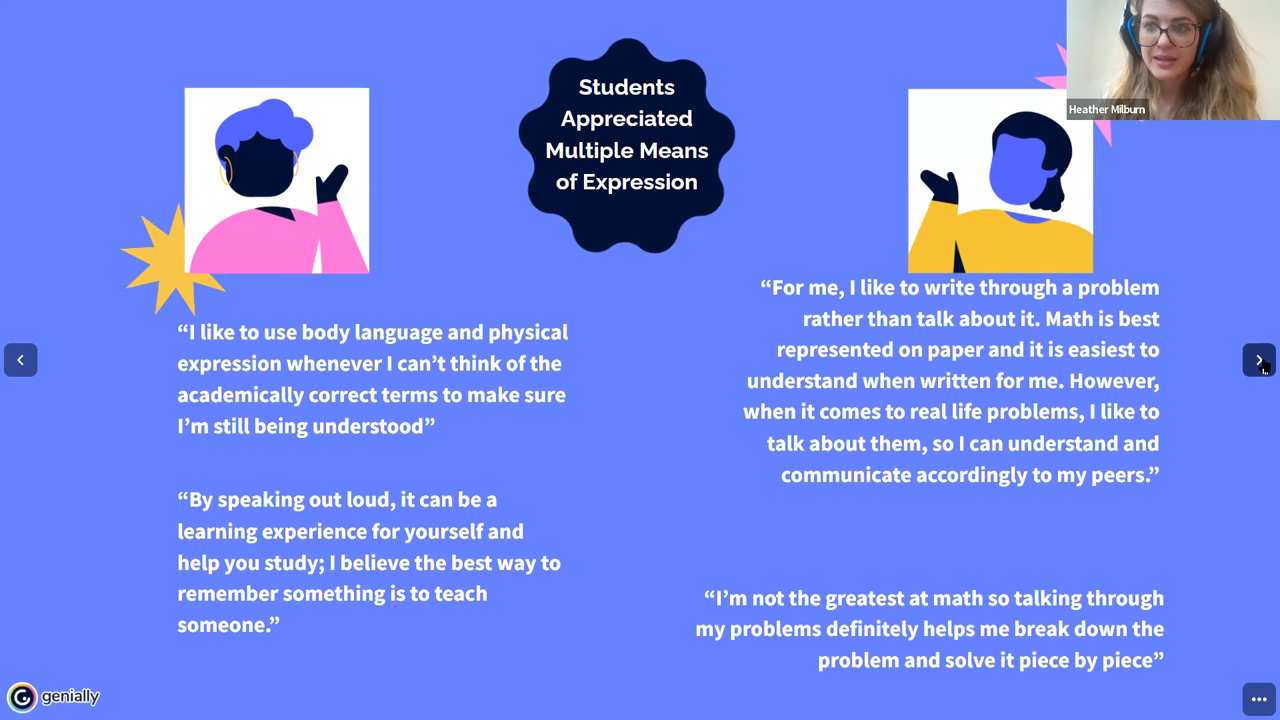 Students
Appreciated
Multiple Means
of Expression
Heather Milburn
“I like to use body language and physical
expression whenever I can’t think of the
academically correct terms to make sure
I’m still being understood”
“By speaking out loud, it can be a
learning experience for yourself and
help you study; I believe the best way to
remember something is to teach
someone.”
“For me, I like to write through a problem
rather than talk about it. Math is best
represented on paper and it is easiest to
understand when written for me. However,
when it comes to real life problems, I like to
talk about them, so I can understand and
communicate accordingly to my peers.”
“I’m not the greatest at math so talking through
my problems definitely helps me break down the
problem and solve it piece by piece”
genially